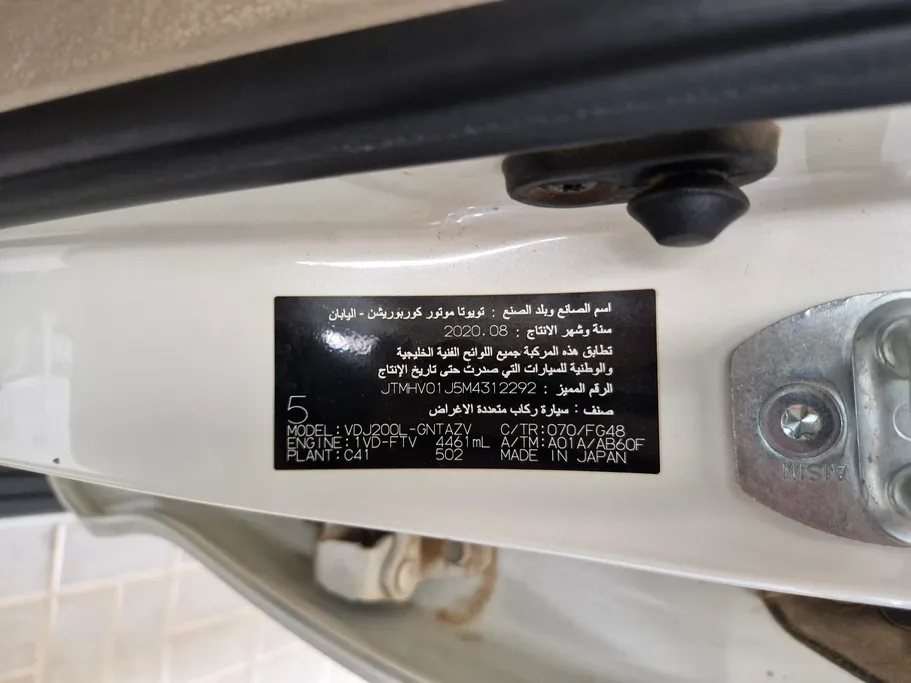 اسم الصانع وبلد الصنع : تويوتا موتور كوربوريشن - اليابان
سنة وشهر الانتاج : 2020.08
تطابق هذه المركبة جميع اللوائح الفنية الخليجية
والوطنية للسيارات التي صدرت حتى تاريخ الإنتاج
الرقم المميز : JTMHV01J5M4312292
صنف : سيارة ركاب متعددة الاغراض
5
MODEL:VDJ200L-GNTAZV C/TR:070/FG48
ENGINE:1VD-FTV 4461mL A/TM:A01A/AB60F
PLANT:C41 502 MADE IN JAPAN
AISIN